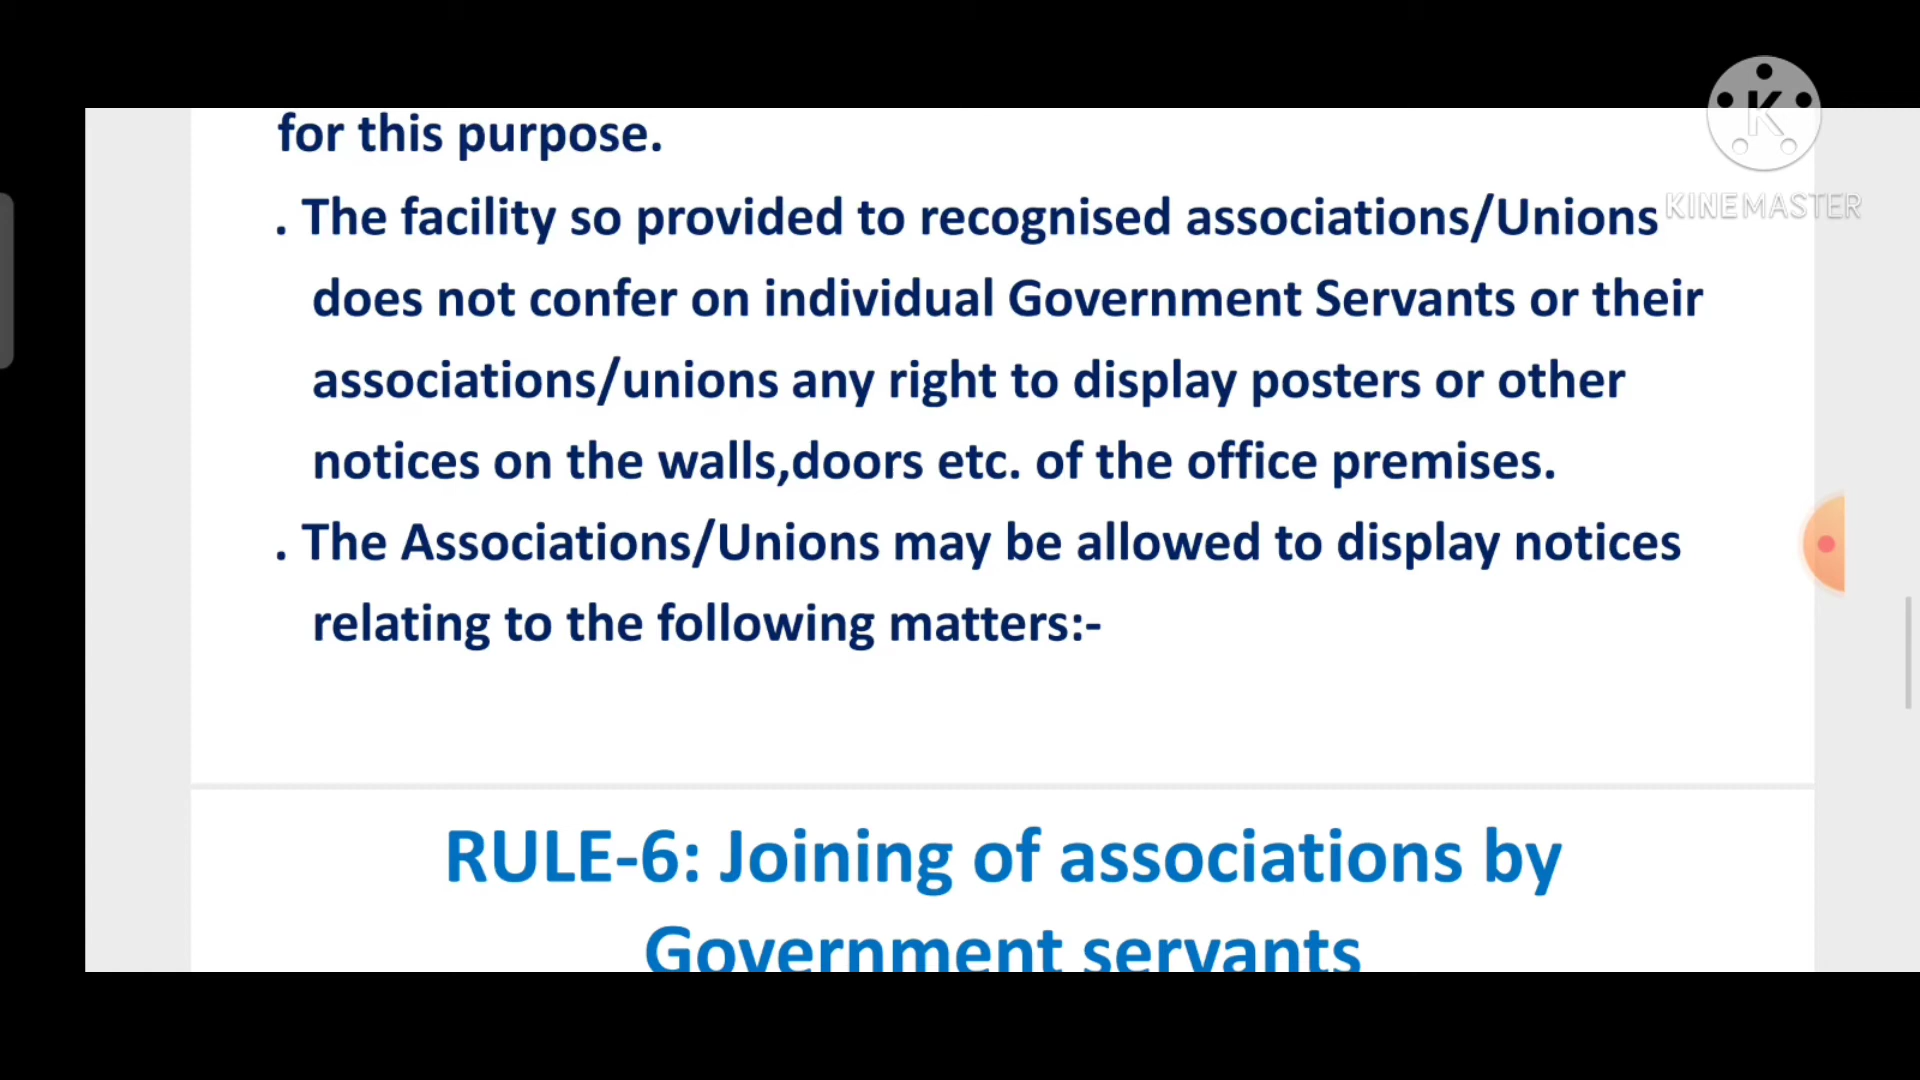 for this purpose.
K
KINEMASTER
. The facility so provided to recognised associations/Unions
does not confer on individual Government Servants or their
associations/unions any right to display posters or other
notices on the walls,doors etc. of the office premises.
. The Associations/Unions may be allowed to display notices
relating to the following matters:-
RULE-6: Joining of associations by
Government servants